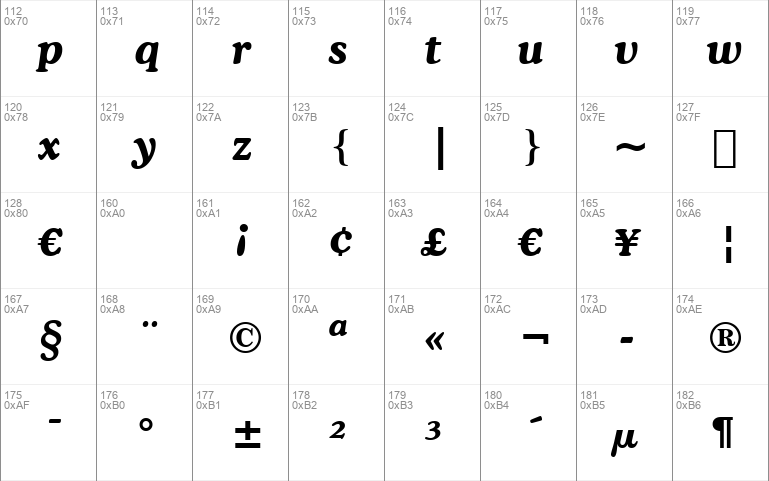 112 113 114 115 116 117 118 119
0x70 0x71 0x72 0x73 0x74 0x75 0x76 0x77
p q r s t u v w
120 121 122 123 124 125 126 127
0x78 0x79 0x7A 0x7B 0x7C 0x7D 0x7E 0x7F
x y z { | } ~
128 160 161 162 163 164 165 166
0x80 0xA0 0xA1 0xA2 0xA3 0xA4 0xA5 0xA6
€ ¡ ¢ £ € ¥ ¦
167 168 169 170 171 172 173 174
0xA7 0xA8 0xA9 0xAA 0xAB 0xAC 0xAD 0xAE
§ ¨ © ª « ¬ - ®
175 176 177 178 179 180 181 182
0xAF 0xB0 0xB1 0xB2 0xB3 0xB4 0xB5 0xB6
¯ ° ± ² ³ ´ µ ¶